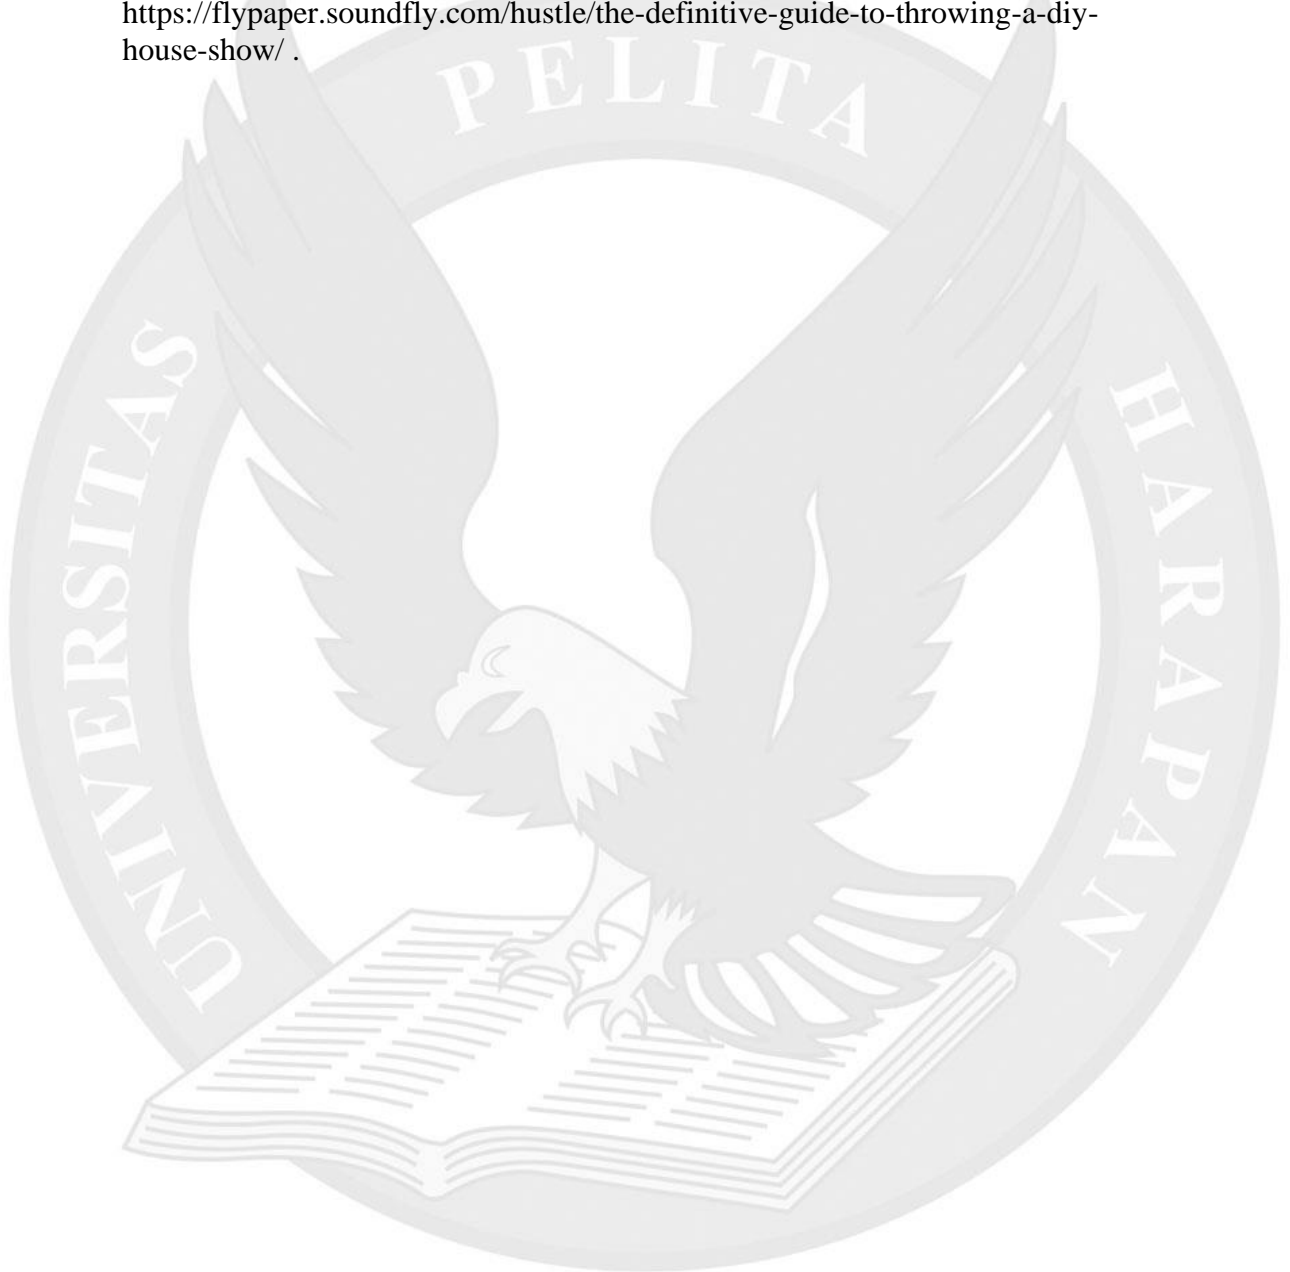 https://flypaper.soundfly.com/hustle/the-definitive-guide-to-throwing-a-diy-
house-show/ .
UNIVERSITAS
PELITA
HARAPAN